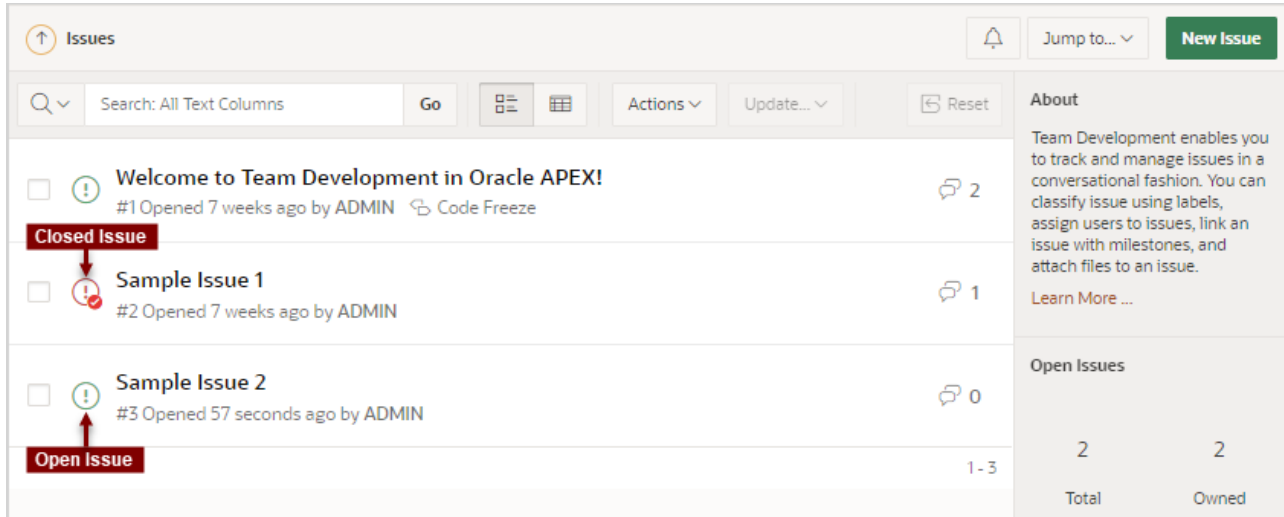 Issues
Jump to...
New Issue
Search: All Text Columns
Go
Actions
Update...
Reset
Welcome to Team Development in Oracle APEX!
#1 Opened 7 weeks ago by ADMIN Code Freeze
2
Closed Issue
Sample Issue 1
#2 Opened 7 weeks ago by ADMIN
1
Sample Issue 2
#3 Opened 57 seconds ago by ADMIN
0
Open Issue
1 - 3
About
Team Development enables you
to track and manage issues in a
conversational fashion. You can
classify issue using labels,
assign users to issues, link an
issue with milestones, and
attach files to an issue.
Learn More ...
Open Issues
2 2
Total Owned